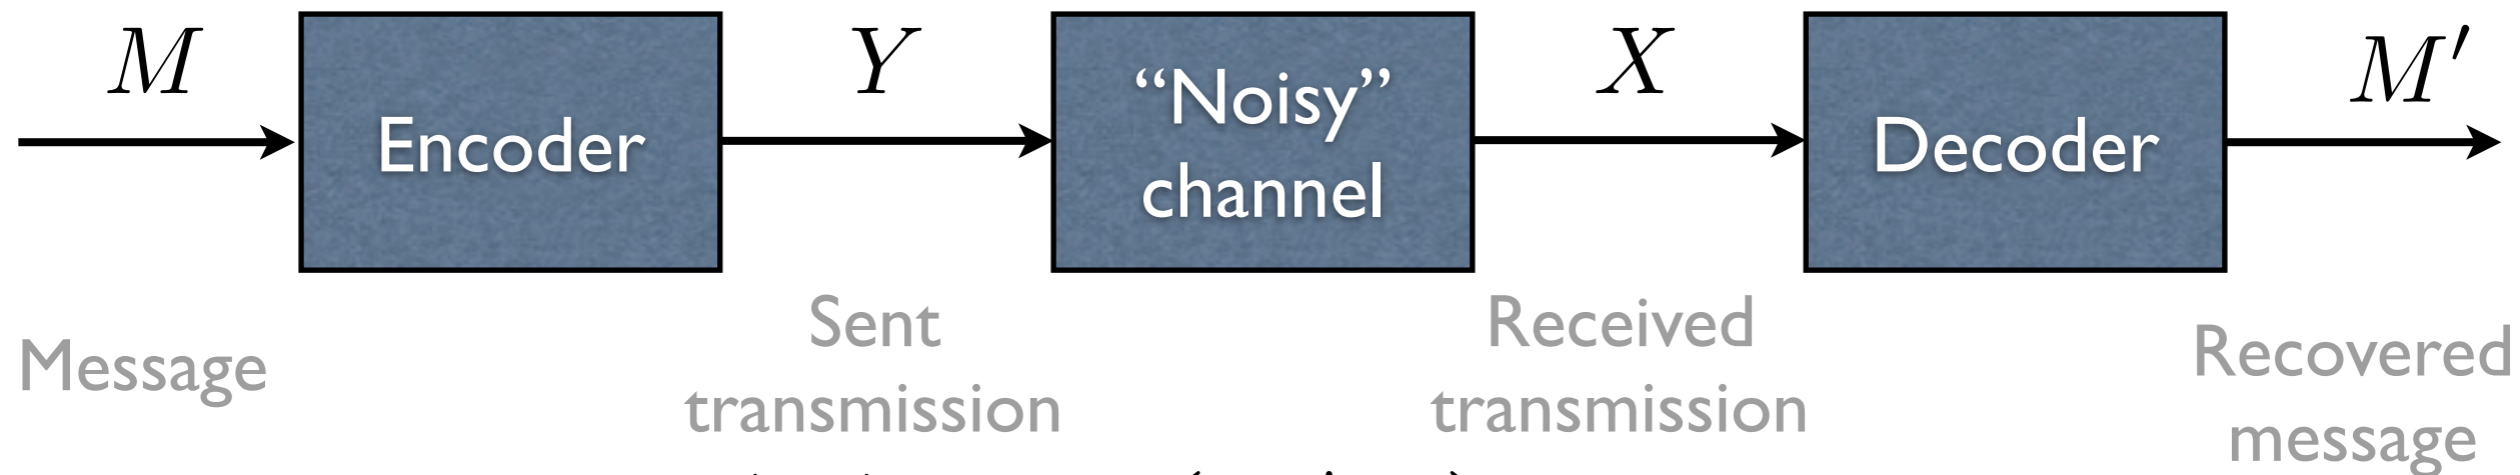 M
Encoder
Y
“Noisy”
channel
X
Decoder
M′
Message
Sent
transmission
Received
transmission
Recovered
message